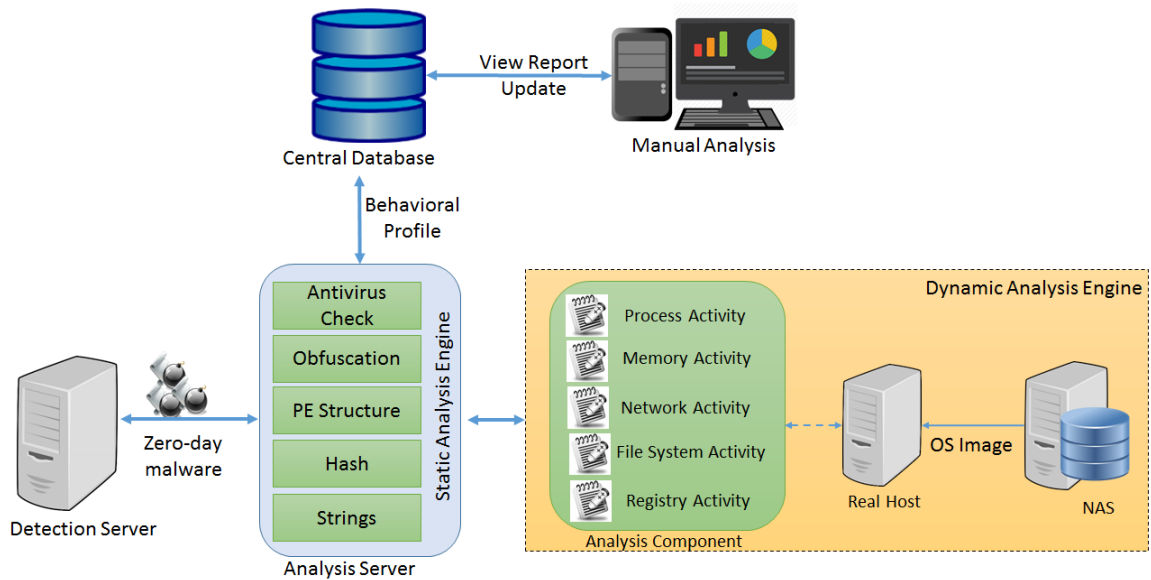 View Report
Update
Central Database
Manual Analysis
Behavioral
Profile
Detection Server
Zero-day
malware
Antivirus
Check
Obfuscation
PE Structure
Hash
Strings
Static Analysis Engine
Analysis Server
Dynamic Analysis Engine
Process Activity
Memory Activity
Network Activity
File System Activity
Registry Activity
Analysis Component
Real Host
OS Image
NAS